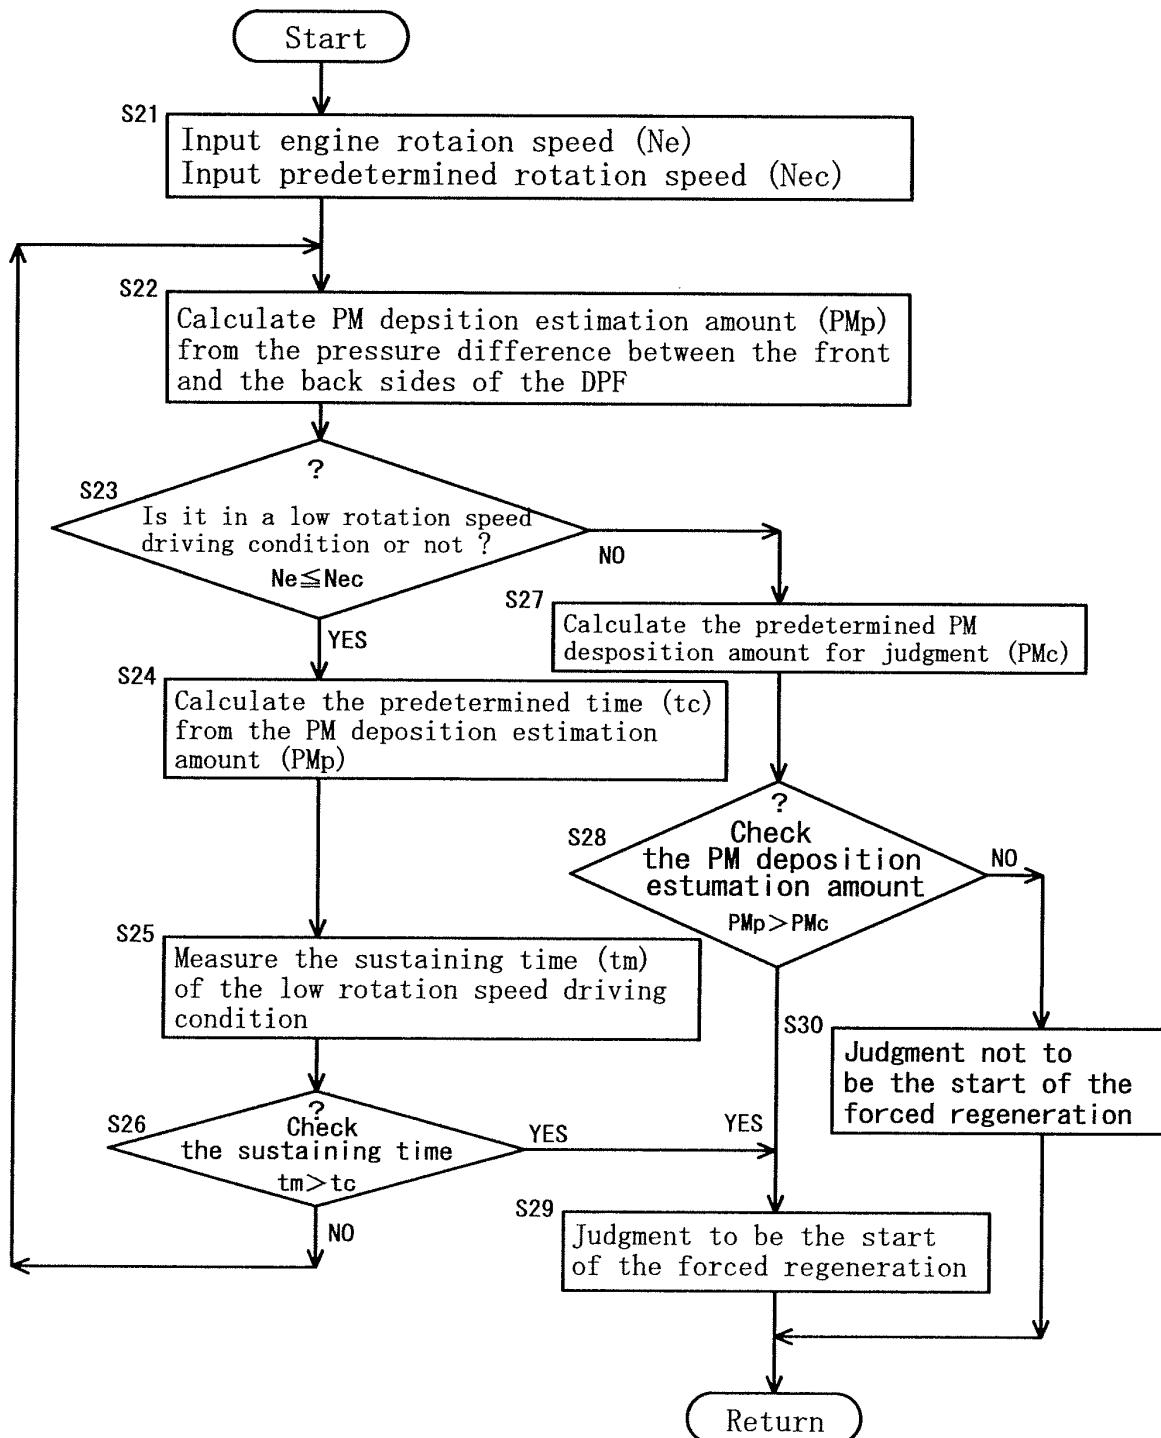 Start
S21
Input engine rotaion speed (Ne)
Input predetermined rotation speed (Nec)
S22
Calculate PM depsition estimation amount (PMp)
from the pressure difference between the front
and the back sides of the DPF
?
S23
Is it in a low rotation speed
driving condition or not ?
Ne≦Nec
NO
YES
S27
Calculate the predetermined PM
desposition amount for judgment (PMc)
S24
Calculate the predetermined time (tc)
from the PM deposition estimation
amount (PMp)
?
S28
Check
the PM deposition
estumation amount
PMp>PMc
NO
S25
Measure the sustaining time (tm)
of the low rotation speed driving
condition
S30
Judgment not to
be the start of the
forced regeneration
?
S26
Check
the sustaining time
tm>tc
YES
YES
NO
S29
Judgment to be the start
of the forced regeneration
Return